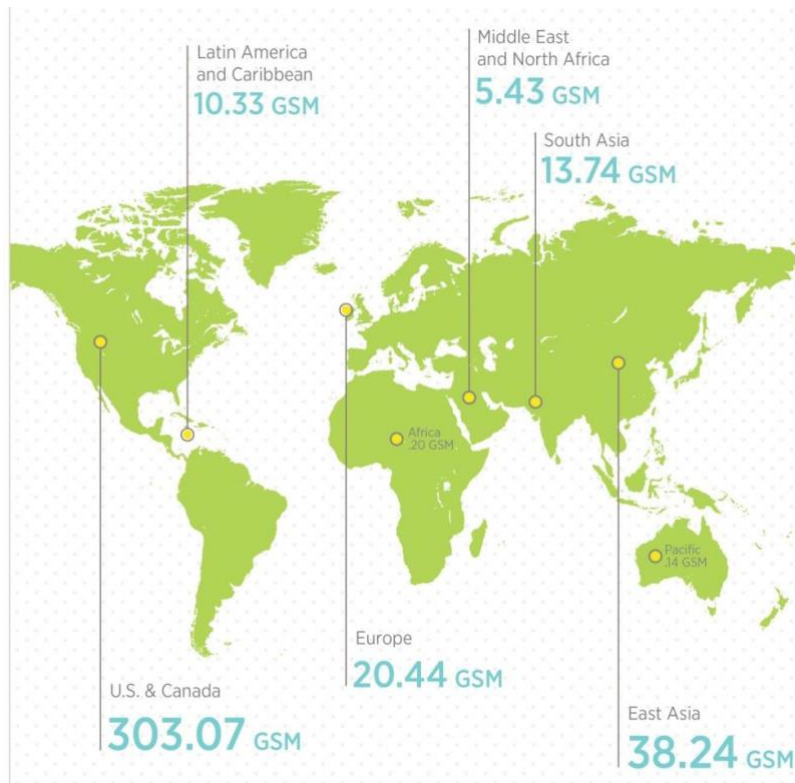 Latin America
and Caribbean
10.33 GSM
Middle East
and North Africa
5.43 GSM
South Asia
13.74 GSM
Africa
.20 GSM
Pacific
.14 GSM
Europe
20.44 GSM
U.S. & Canada
303.07 GSM
East Asia
38.24 GSM